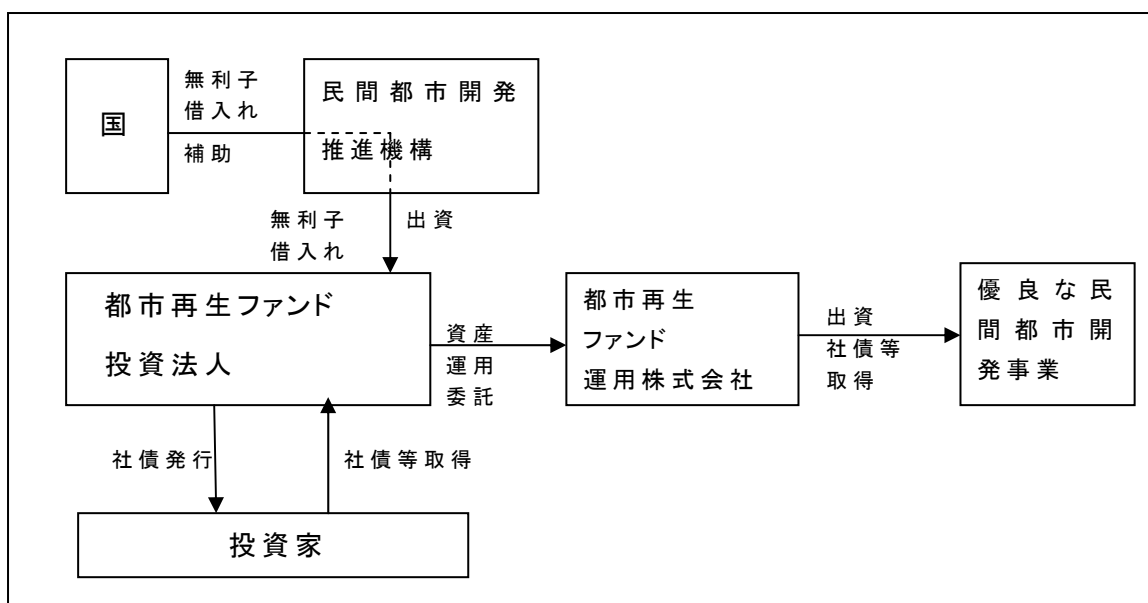 国
無利子
借入れ
補助
民間都市開発
推進機構
無利子
借入れ
出資
都市再生ファンド
投資法人
資産
運用
委託
都市再生
ファンド
運用株式会社
出資
社債等
取得
優良な民
間都市開
発事業
社債発行
社債等取得
投資家